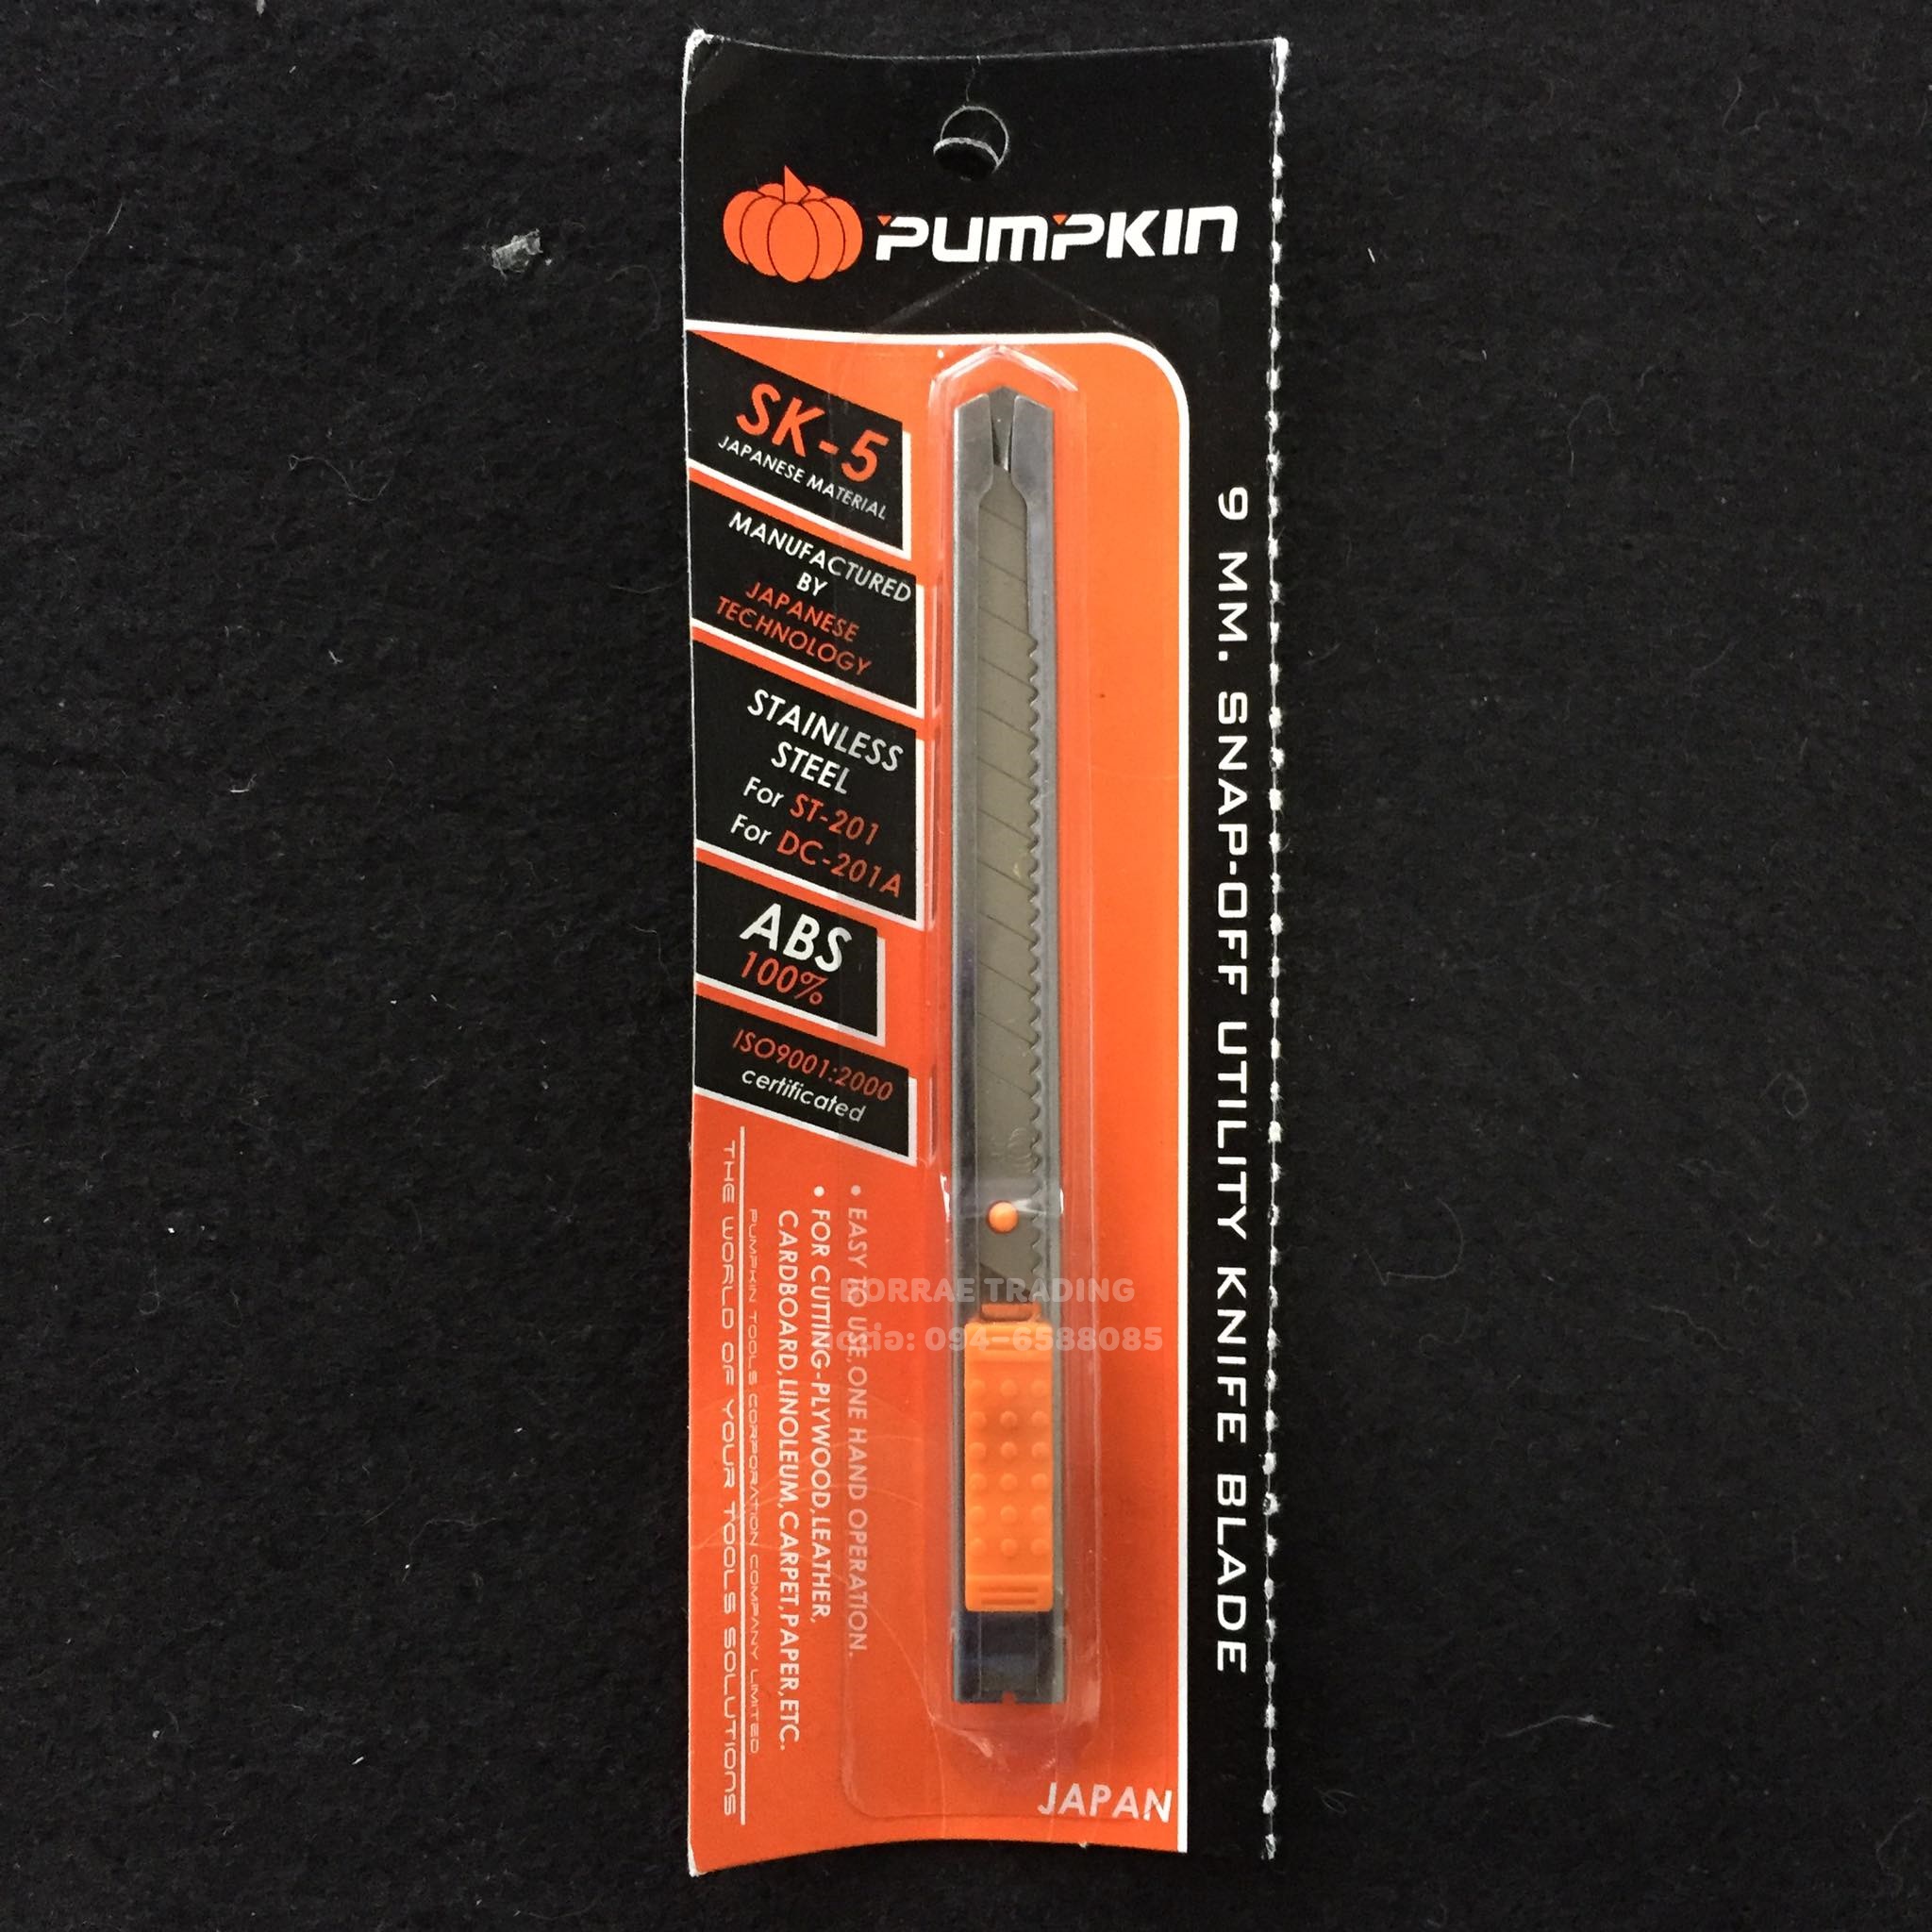 PUMPKIN
SK-5
JAPANESE MATERIAL
MANUFACTURED
BY
JAPANESE
TECHNOLOGY
STAINLESS
STEEL
For ST-201
For DC-201A
ABS
100%
ISO9001:2000
certificated
• EASY TO USE,ONE HAND OPERATION.
• FOR CUTTING-PLYWOOD,LEATHER,
CARDBOARD,LINOLEUM,CARPET,PAPER,ETC.
PUMPKIN TOOLS CORPORATION COMPANY LIMITED
THE WORLD OF YOUR TOOLS SOLUTIONS
9 MM. SNAP-OFF UTILITY KNIFE BLADE
BORRAE TRADING
094-6588085
JAPAN